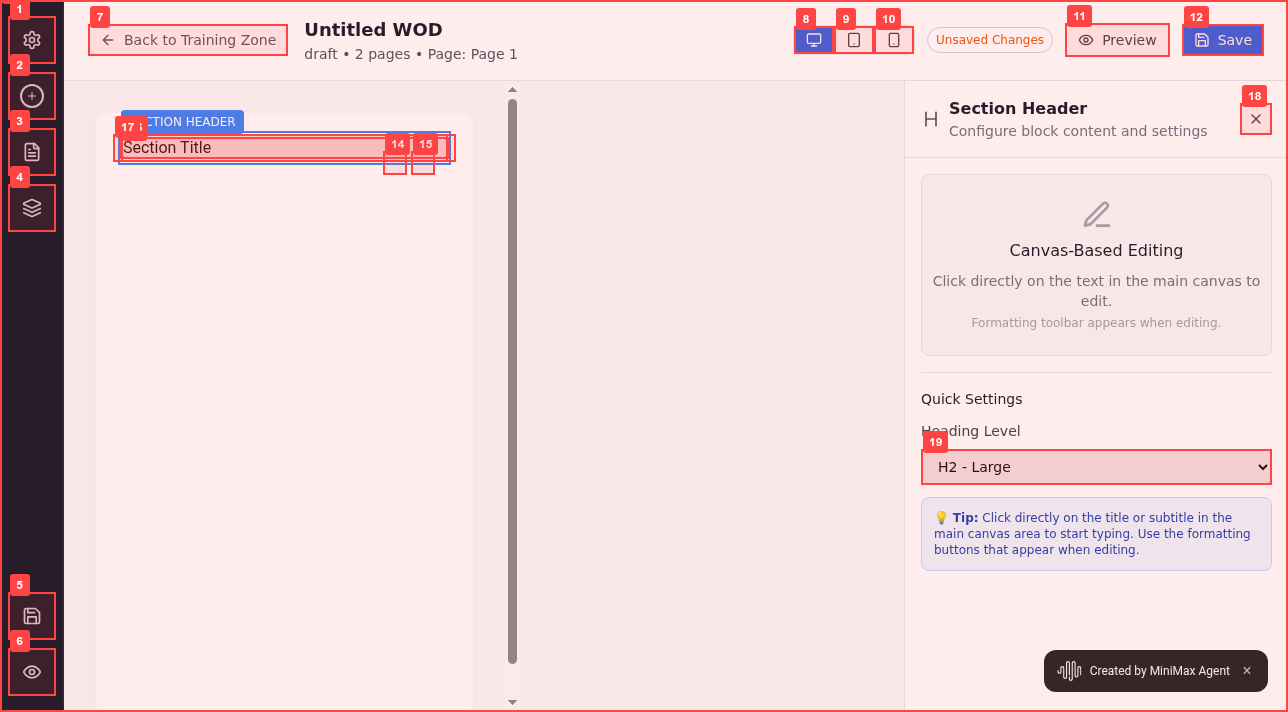 1
2
3
4
5
6
7
Back to Training Zone
Untitled WOD
draft • 2 pages • Page: Page 1
8
9
10
Unsaved Changes
11
Preview
12
Save
17
CTION HEADER
Section Title
14
15
Section Header
Configure block content and settings
18
Canvas-Based Editing
Click directly on the text in the main canvas to
edit.
Formatting toolbar appears when editing.
Quick Settings
Heading Level
19
H2 - Large
💡 Tip: Click directly on the title or subtitle in the
main canvas area to start typing. Use the formatting
buttons that appear when editing.
Created by MiniMax Agent ×